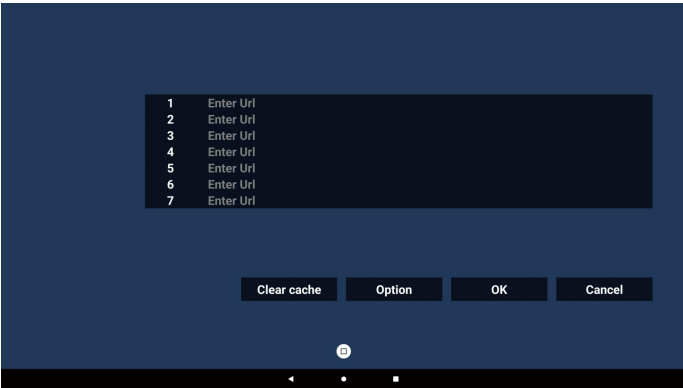 1 Enter Url
2 Enter Url
3 Enter Url
4 Enter Url
5 Enter Url
6 Enter Url
7 Enter Url
Clear cache Option OK Cancel